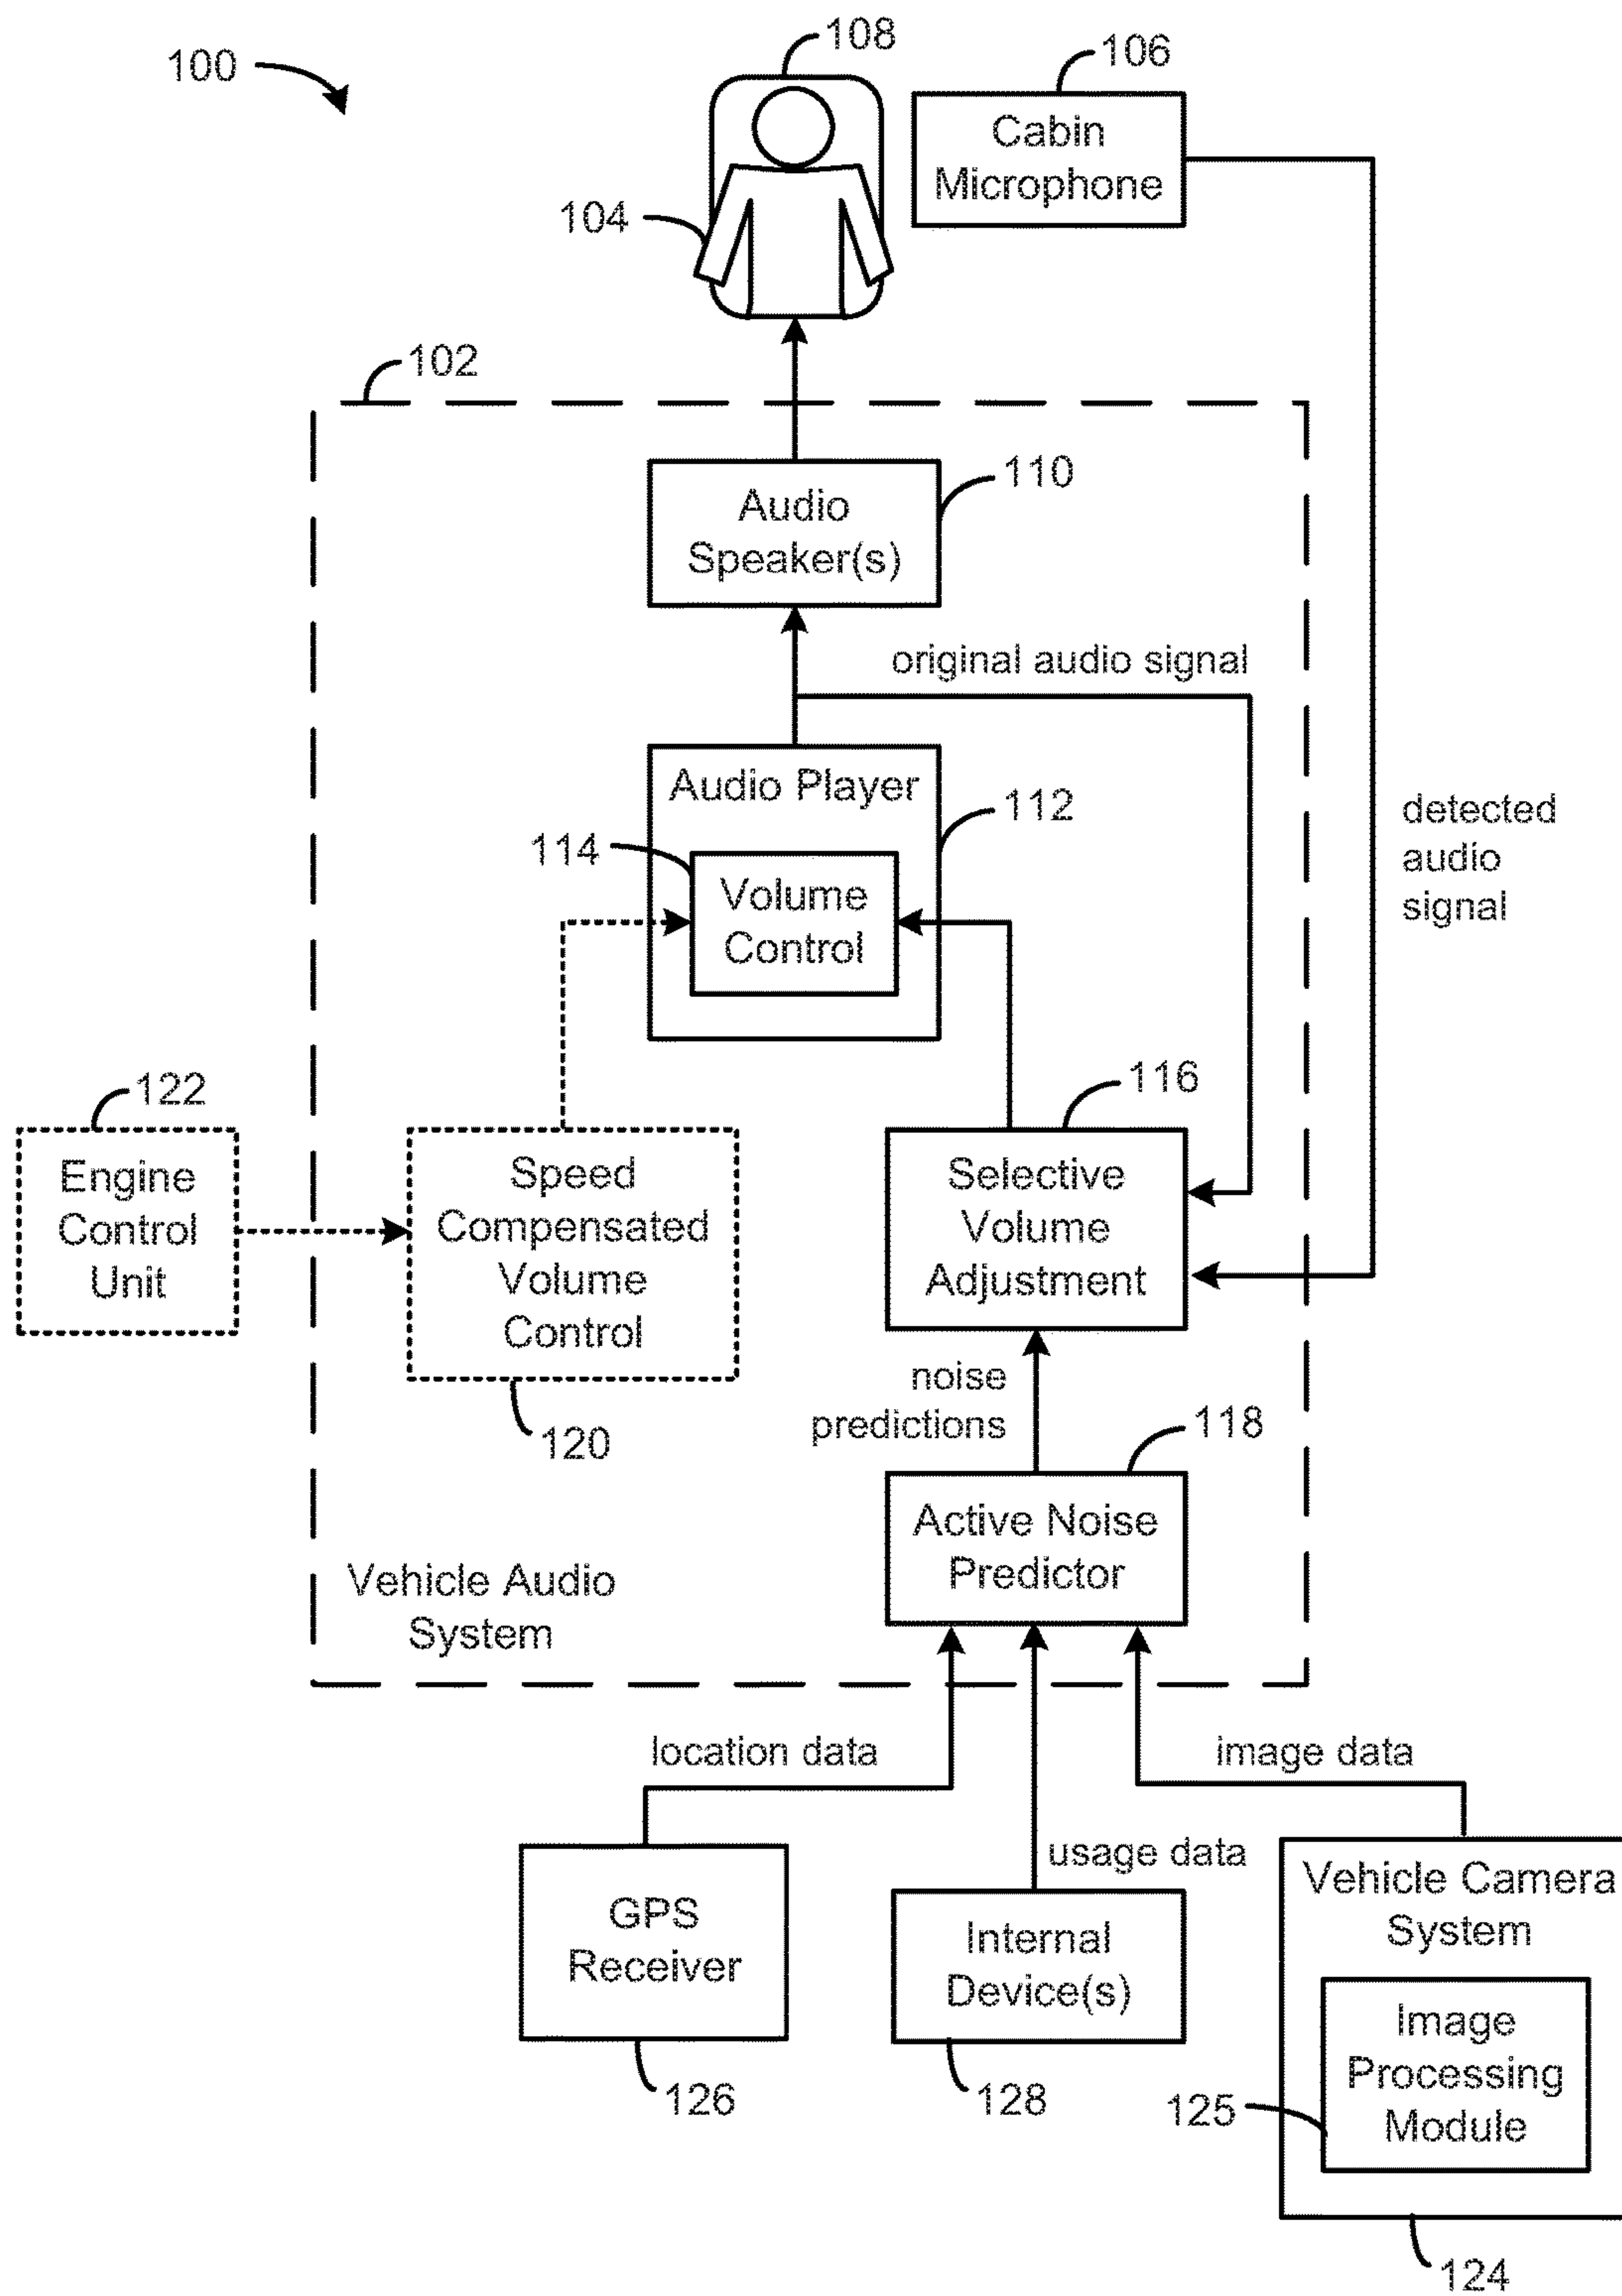 108
106
100
Cabin
Microphone
104
102
110
Audio
Speaker(s)
original audio signal
Audio Player
112
114
Volume
Control
detected
audio
signal
116
122
Engine
Control
Unit
Speed
Compensated
Volume
Control
Selective
Volume
Adjustment
noise
predictions
120
118
Active Noise
Predictor
Vehicle Audio
System
location data
image data
usage data
GPS
Receiver
Internal
Device(s)
Vehicle Camera
System
Image
Processing
Module
126
128
125
124